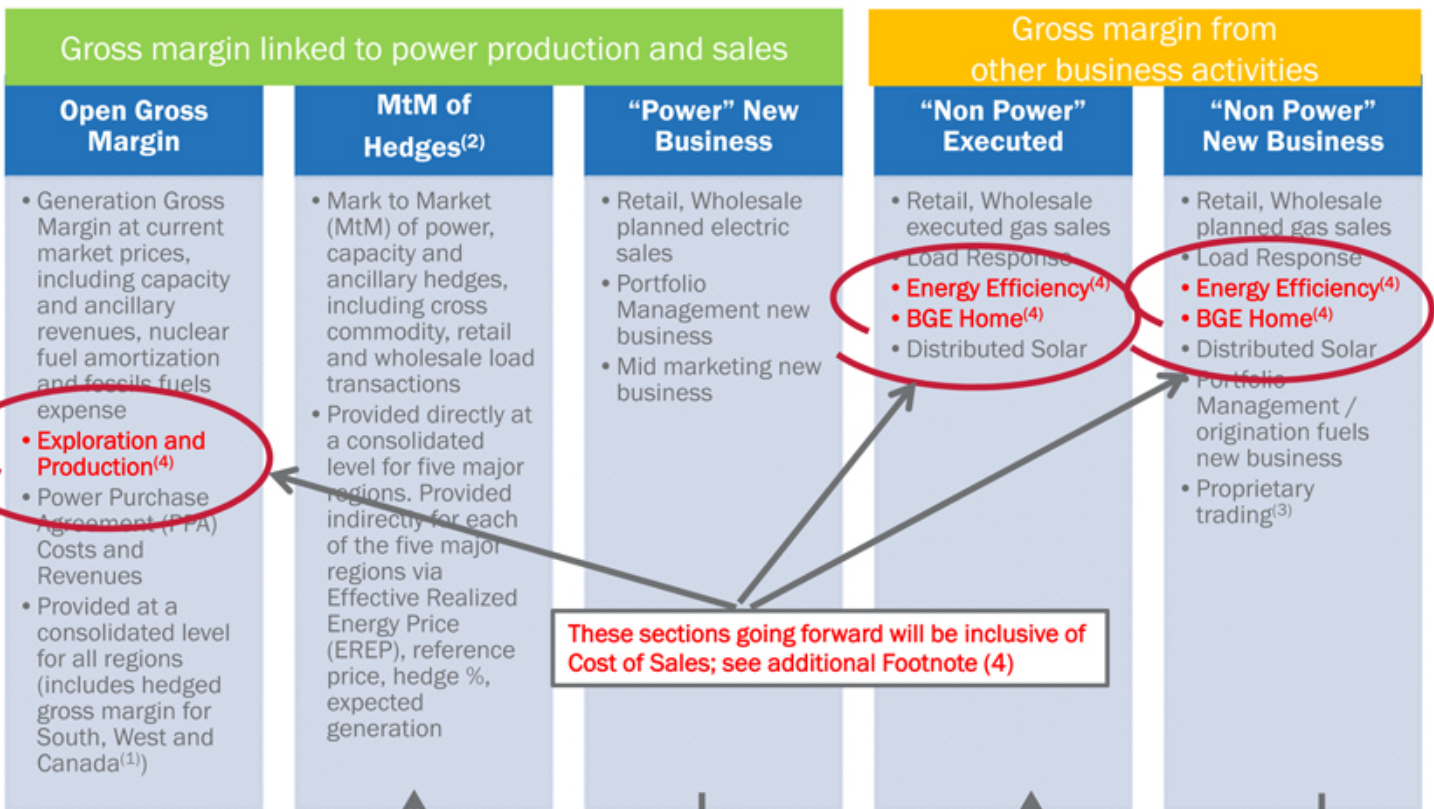 Gross margin linked to power production and sales
Gross margin from
other business activities
Open Gross
Margin
• Generation Gross
Margin at current
market prices,
including capacity
and ancillary
revenues, nuclear
fuel amortization
and fossils fuels
expense
• Exploration and
Production(4)
• Power Purchase
Agreement (PPA)
Costs and
Revenues
• Provided at a
consolidated level
for all regions
(includes hedged
gross margin for
South, West and
Canada(1))
MtM of
Hedges(2)
• Mark to Market
(MtM) of power,
capacity and
ancillary hedges,
including cross
commodity, retail
and wholesale load
transactions
• Provided directly at
a consolidated
level for five major
regions. Provided
indirectly for each
of the five major
regions via
Effective Realized
Energy Price
(EREP), reference
price, hedge %,
expected
generation
“Power” New
Business
• Retail, Wholesale
planned electric
sales
• Portfolio
Management new
business
• Mid marketing new
business
“Non Power”
Executed
• Retail, Wholesale
executed gas sales
• Load Response
• Energy Efficiency(4)
• BGE Home(4)
• Distributed Solar
“Non Power”
New Business
• Retail, Wholesale
planned gas sales
• Load Response
• Energy Efficiency(4)
• BGE Home(4)
• Distributed Solar
• Portfolio
Management /
origination fuels
new business
• Proprietary
trading(3)
These sections going forward will be inclusive of
Cost of Sales; see additional Footnote (4)